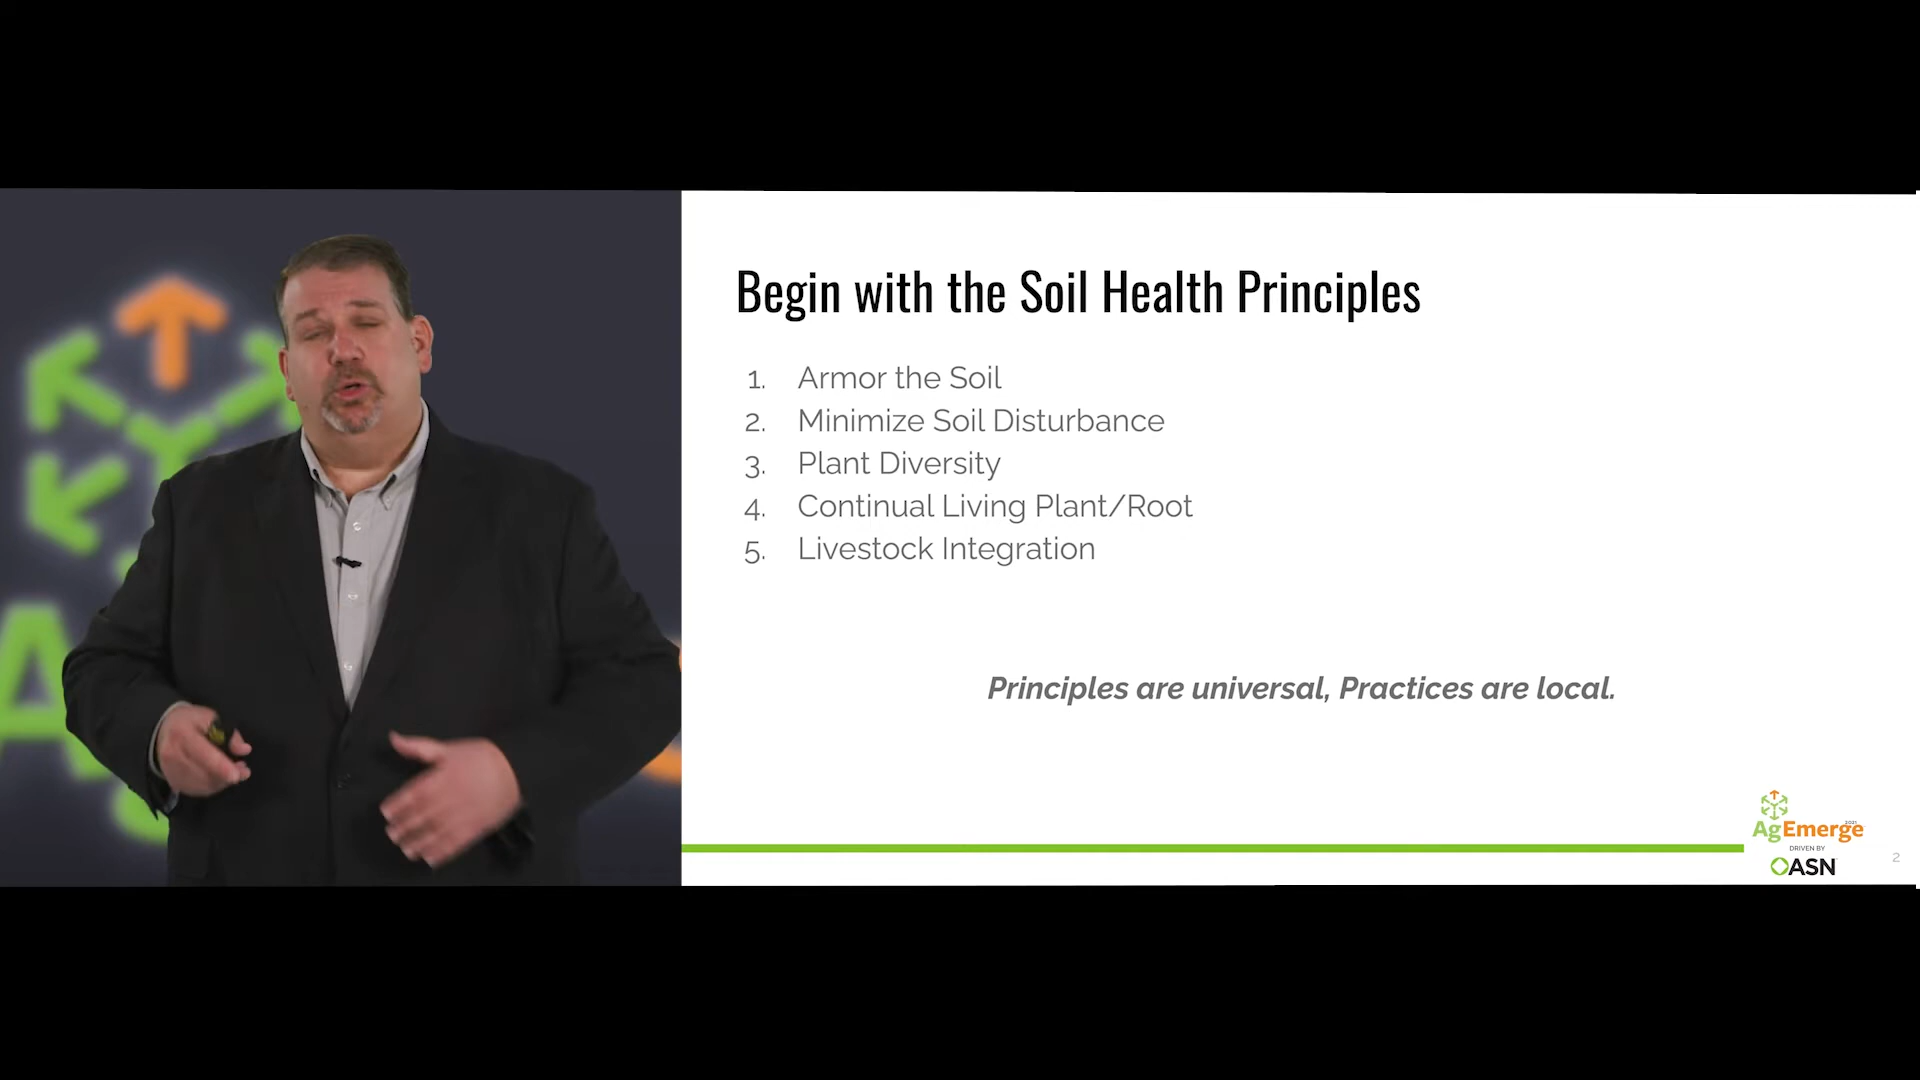 Begin with the Soil Health Principles
1. Armor the Soil
2. Minimize Soil Disturbance
3. Plant Diversity
4. Continual Living Plant/Root
5. Livestock Integration
Principles are universal, Practices are local.
AgEmerge
2021
DRIVEN BY
ASN
2